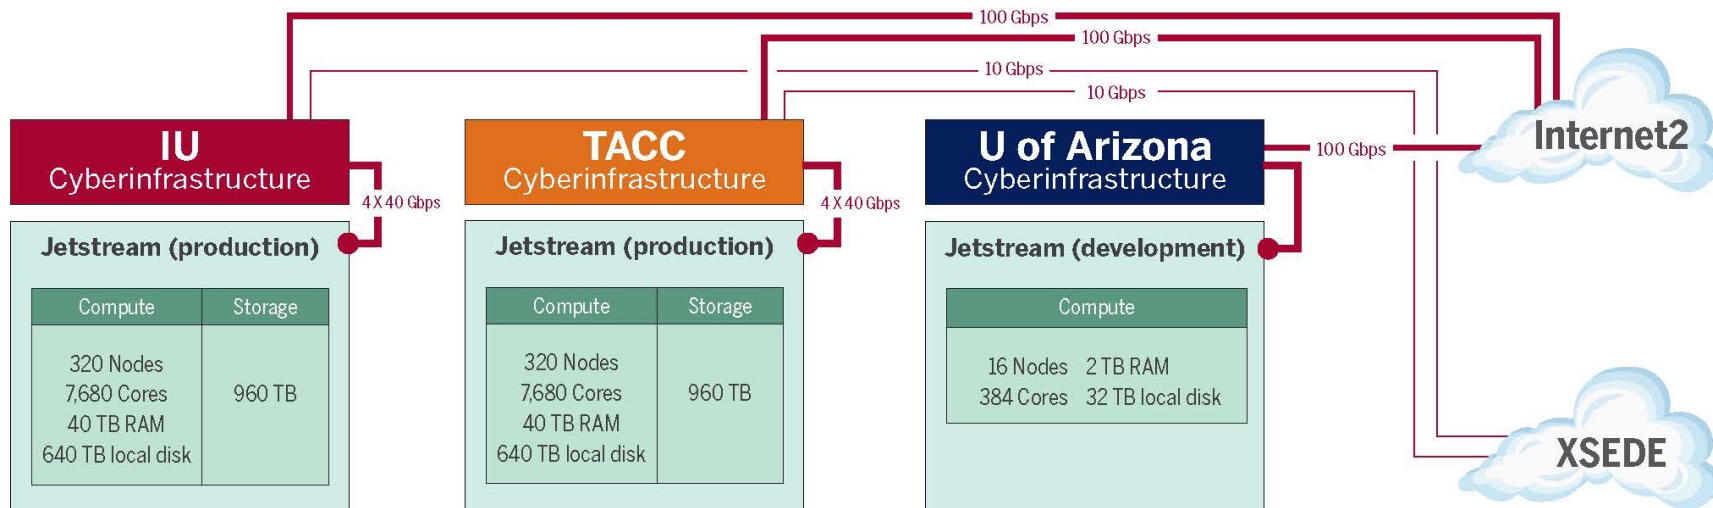 100 Gbps
100 Gbps
10 Gbps
10 Gbps
Internet2
IU
Cyberinfrastructure
4 X 40 Gbps
Jetstream (production)
Compute
Storage
320 Nodes
7,680 Cores
40 TB RAM
640 TB local disk
960 TB
TACC
Cyberinfrastructure
4 X 40 Gbps
Jetstream (production)
Compute
Storage
320 Nodes
7,680 Cores
40 TB RAM
640 TB local disk
960 TB
U of Arizona
Cyberinfrastructure
100 Gbps
Jetstream (development)
Compute
16 Nodes 2 TB RAM
384 Cores 32 TB local disk
XSEDE